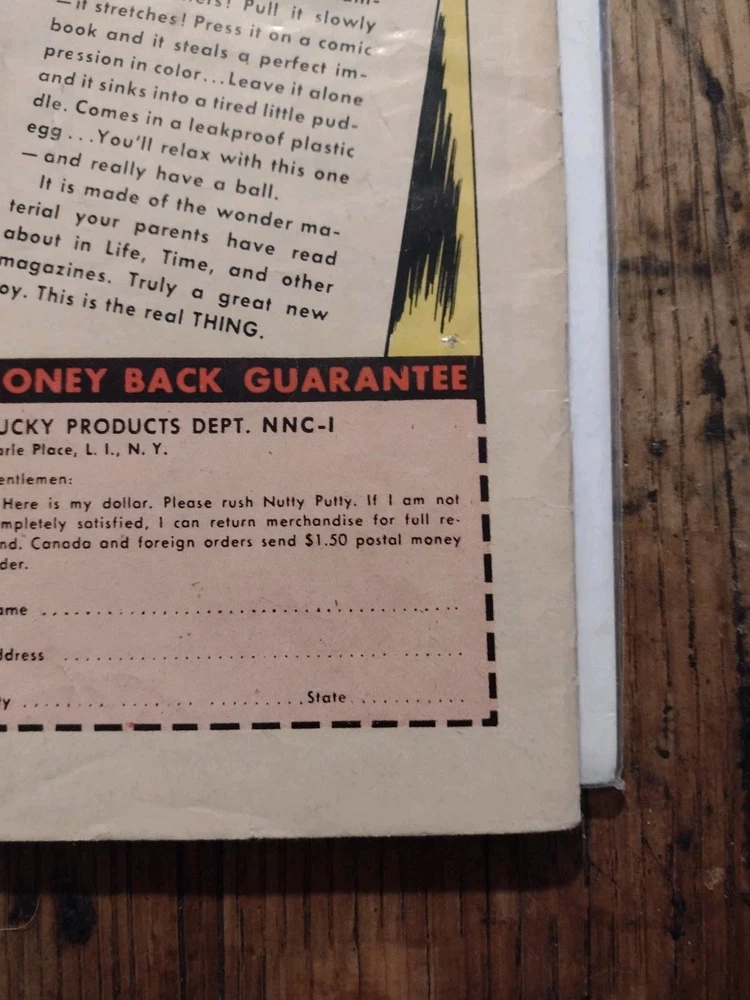 Pull it slowly
—it stretches! Press it on a comic
book and it steals a perfect im-
pression in color...Leave it alone
and it sinks into a tired little pud-
dle. Comes in a leakproof plastic
egg...You'll relax with this one
—and really have a ball.
It is made of the wonder ma-
terial your parents have read
about in Life, Time, and other
magazines. Truly a great new
oy. This is the real THING.
ONEY BACK GUARANTEE
UCKY PRODUCTS DEPT. NNC-1
arle Place, L. I., N. Y.
entlemen:
Here is my dollar. Please rush Nutty Putty. If I am not
mpletely satisfied, I can return merchandise for full re-
nd. Canada and foreign orders send $1.50 postal money
der.
ame
ddress
y State